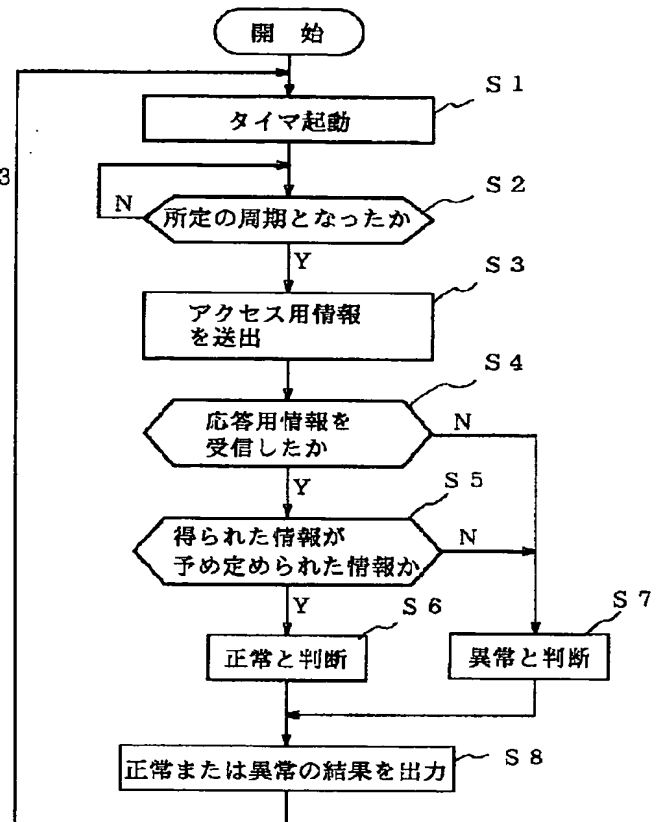 開 始
S1
タイマ起動
3
S2
所定の周期となったか
N
Y
S3
アクセス用情報
を送出
S4
応答用情報を
受信したか
N
Y
S5
得られた情報が
予め定められた情報か
N
Y
S6
正常と判断
S7
異常と判断
正常または異常の結果を出力
S8